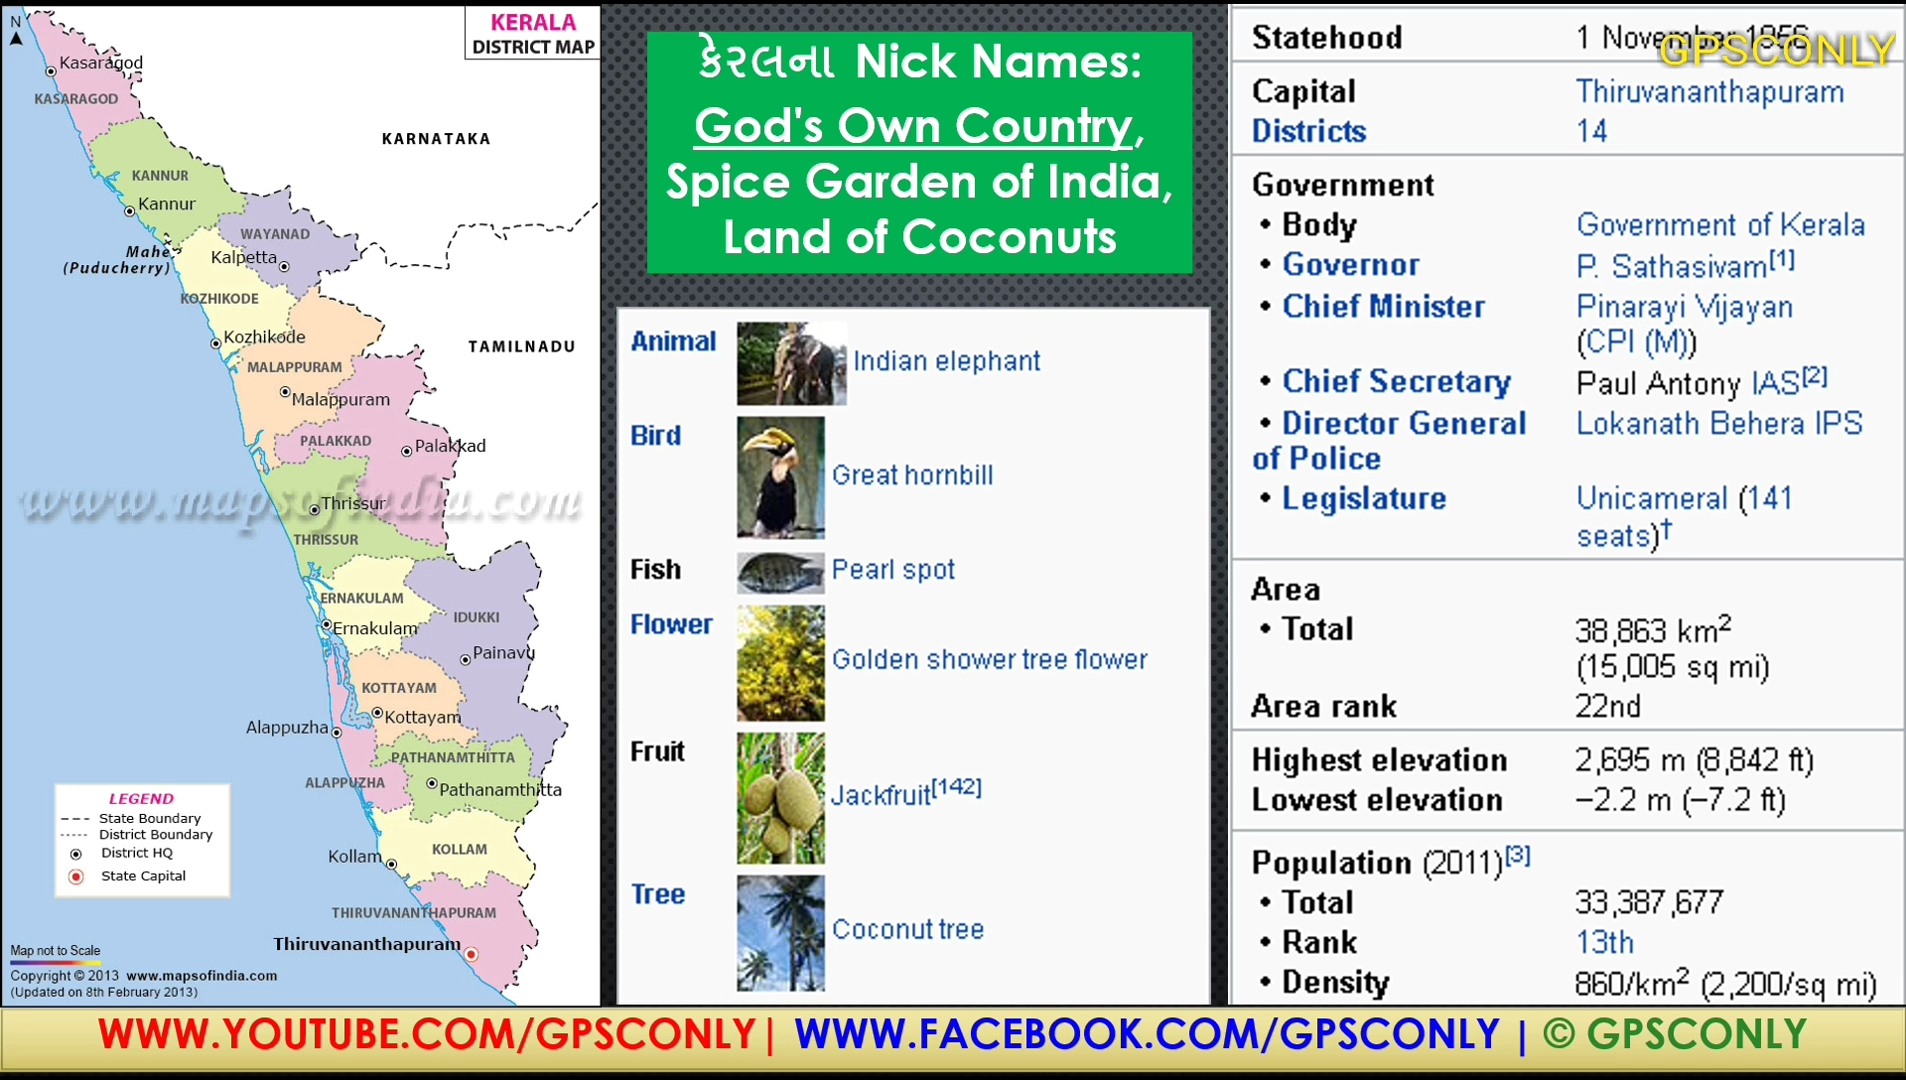 N
KERALA
DISTRICT MAP
Kasaragod
KASARAGOD
KARNATAKA
KANNUR
Kannur
WAYANAD
Mahe
(Puducherry)
Kalpetta
KOZHIKODE
Kozhikode
TAMILNADU
MALAPPURAM
Malappuram
PALAKKAD
Palakkad
www.mapsofindia.com
Thrissur
THRISSUR
ERNAKULAM
Ernakulam
IDUKKI
Painavu
KOTTAYAM
Kottayam
Alappuzha
PATHANAMTHITTA
ALAPPUZHA
Pathanamthitta
LEGEND
State Boundary
District Boundary
District HQ
State Capital
Kollam
KOLLAM
THIRUVANANTHAPURAM
Thiruvananthapuram
Map not to Scale
Copyright © 2013 www.mapsofindia.com
(Updated on 8th February 2013)
કેરલના Nick Names:
God's Own Country,
Spice Garden of India,
Land of Coconuts
Animal Indian elephant
Bird Great hornbill
Fish Pearl spot
Flower Golden shower tree flower
Fruit Jackfruit[142]
Tree Coconut tree
Statehood 1 November 1956
GPSCONLY
Capital Thiruvananthapuram
Districts 14
Government
• Body Government of Kerala
• Governor P. Sathasivam[1]
• Chief Minister Pinarayi Vijayan
(CPI (M))
• Chief Secretary Paul Antony IAS[2]
• Director General Lokanath Behera IPS
of Police
• Legislature Unicameral (141
seats)†
Area
• Total 38,863 km2
(15,005 sq mi)
Area rank 22nd
Highest elevation 2,695 m (8,842 ft)
Lowest elevation −2.2 m (−7.2 ft)
Population (2011)[3]
• Total 33,387,677
• Rank 13th
• Density 860/km2 (2,200/sq mi)
WWW.YOUTUBE.COM/GPSCONLY| WWW.FACEBOOK.COM/GPSCONLY | © GPSCONLY